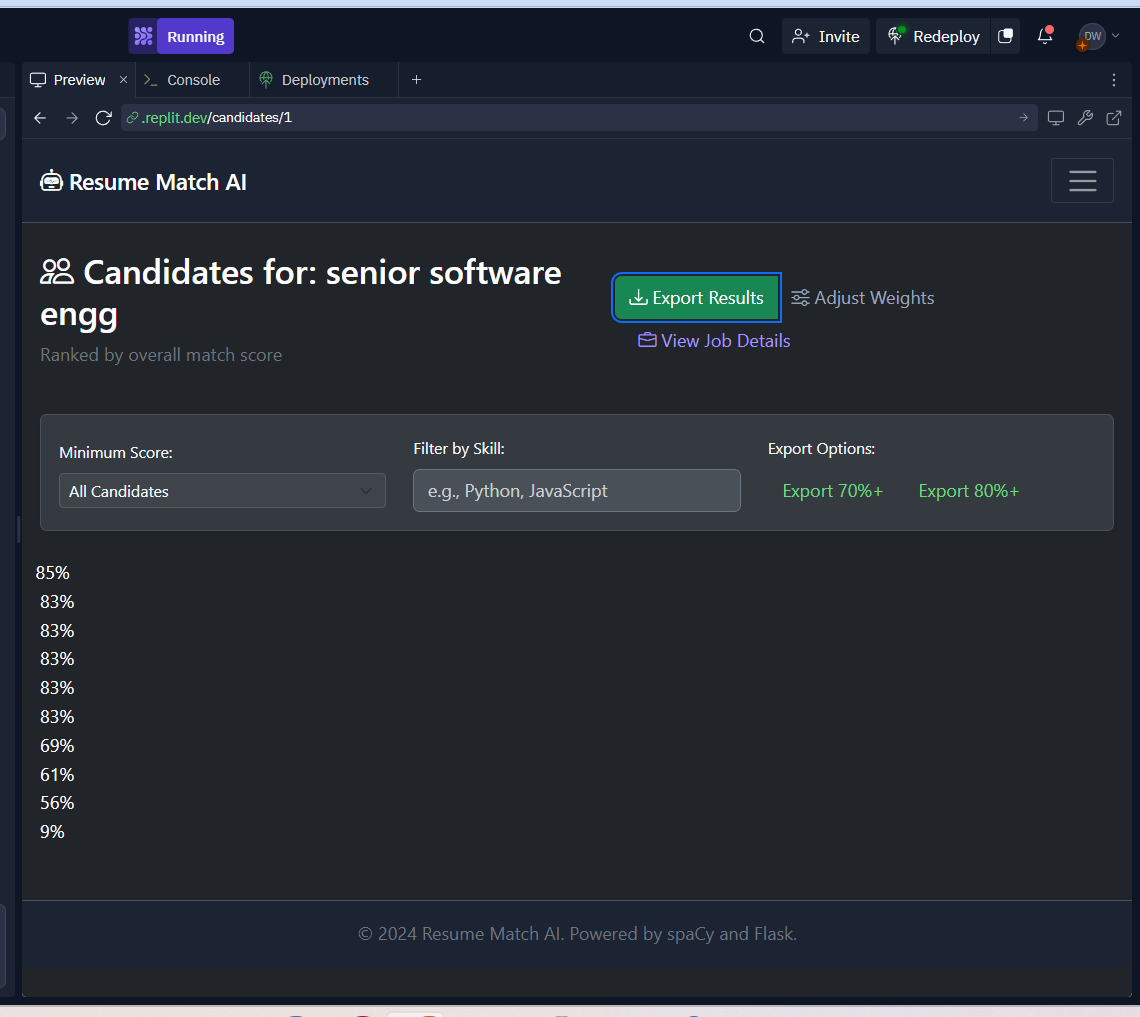 Running
Invite
Redeploy
DW
Preview
Console
Deployments
.replit.dev/candidates/1
Resume Match AI
Candidates for: senior software
engg
Ranked by overall match score
Export Results
Adjust Weights
View Job Details
Minimum Score:
All Candidates
Filter by Skill:
e.g., Python, JavaScript
Export Options:
Export 70%+
Export 80%+
85%
83%
83%
83%
83%
83%
69%
61%
56%
9%
© 2024 Resume Match AI. Powered by spaCy and Flask.